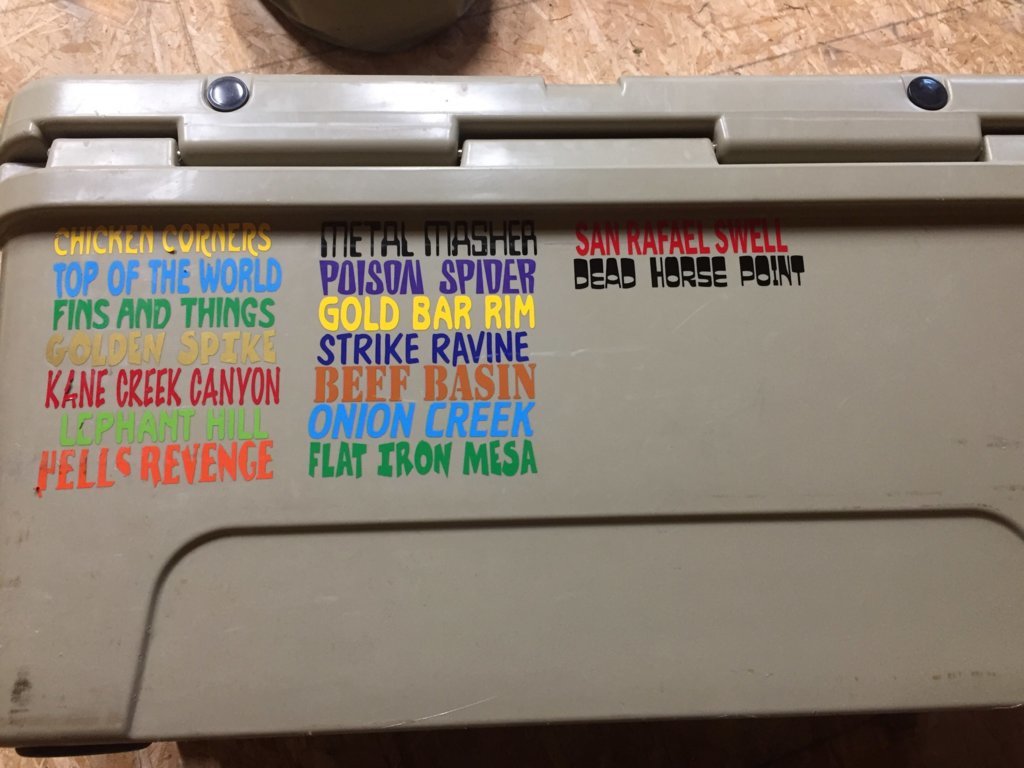 CHICKEN CORNERS
TOP OF THE WORLD
FINS AND THINGS
GOLDEN SPIKE
KANE CREEK CANYON
LEPHANT HILL
HELLS REVENGE
METAL MASHER
POISON SPIDER
GOLD BAR RIM
STRIKE RAVINE
BEEF BASIN
ONION CREEK
FLAT IRON MESA
SAN RAFAEL SWELL
DEAD HORSE POINT